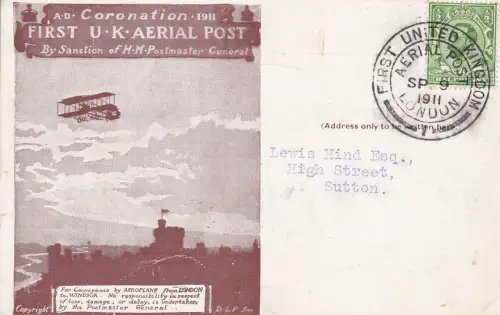 A·D· Coronation ·1911
FIRST U·K·AERIAL POST
By Sanction of H·M·Postmaster General
For Conveyance by AEROPLANE from LONDON
to WINDSOR. No responsibility in respect
of loss, damage, or delay, is undertaken
by the Postmaster General.
Copyright
FIRST UNITED KINGDOM
AERIAL POST
SP 9
1911
LONDON
(Address only to be written here)
Lewis Hind Esq.,
High Street,
Sutton.